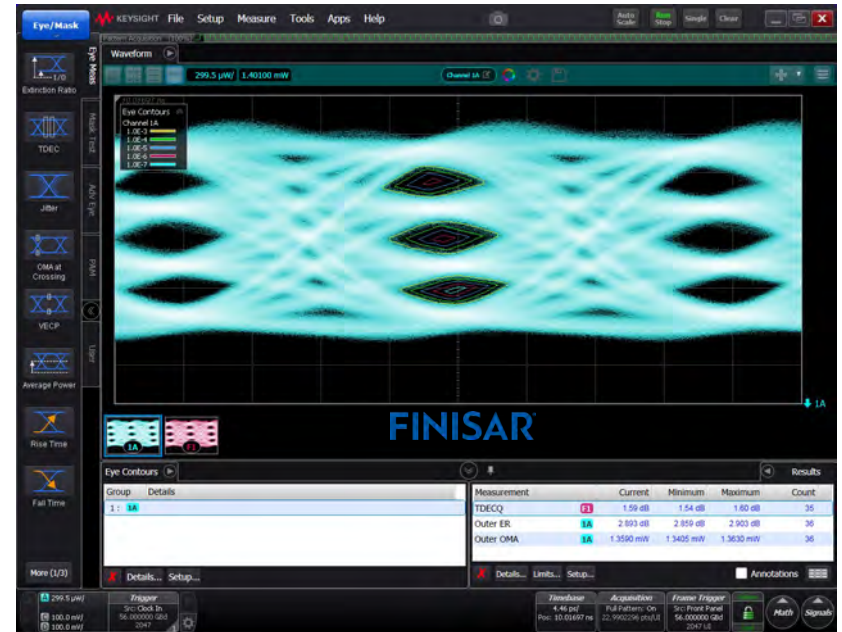 Eye/Mask
KEYSIGHT File Setup Measure Tools Apps Help
Auto Scale
Run Stop
Single
Clear
Waveform
299.5 µW/ 1.40100 mW
Channel 1A
Extinction Ratio
TDEC
Jitter
OMA at
Crossing
VECP
Average Power
Rise Time
Fall Time
More (1/3)
Eye Meas
Mask Test
Adv Eye
PAM
Eye Contours
Channel 1A
1.0E-3
1.0E-4
1.0E-5
1.0E-6
1.0E-7
1A
1A
F1
FINISAR
Eye Contours
Results
Group Details
1: 1A
Measurement Current Minimum Maximum Count
TDECQ F1 1.59 dB 1.54 dB 1.60 dB 35
Outer ER 1A 2.893 dB 2.859 dB 2.903 dB 36
Outer OMA 1A 1.3590 mW 1.3405 mW 1.3630 mW 36
Details... Setup...
Details... Limits... Setup...
Annotations
299.5 µW/
100.0 mV/
100.0 mV/
Trigger
Src: Clock In
56.000000 GBd
2047
Timebase
4.46 ps/
Pos: 10.01697 ns
Acquisition
Full Pattern: On
22.9902296 pts/UI
Frame Trigger
Src: Front Panel
56.000000 GBd
2047 UI
Math
Signals